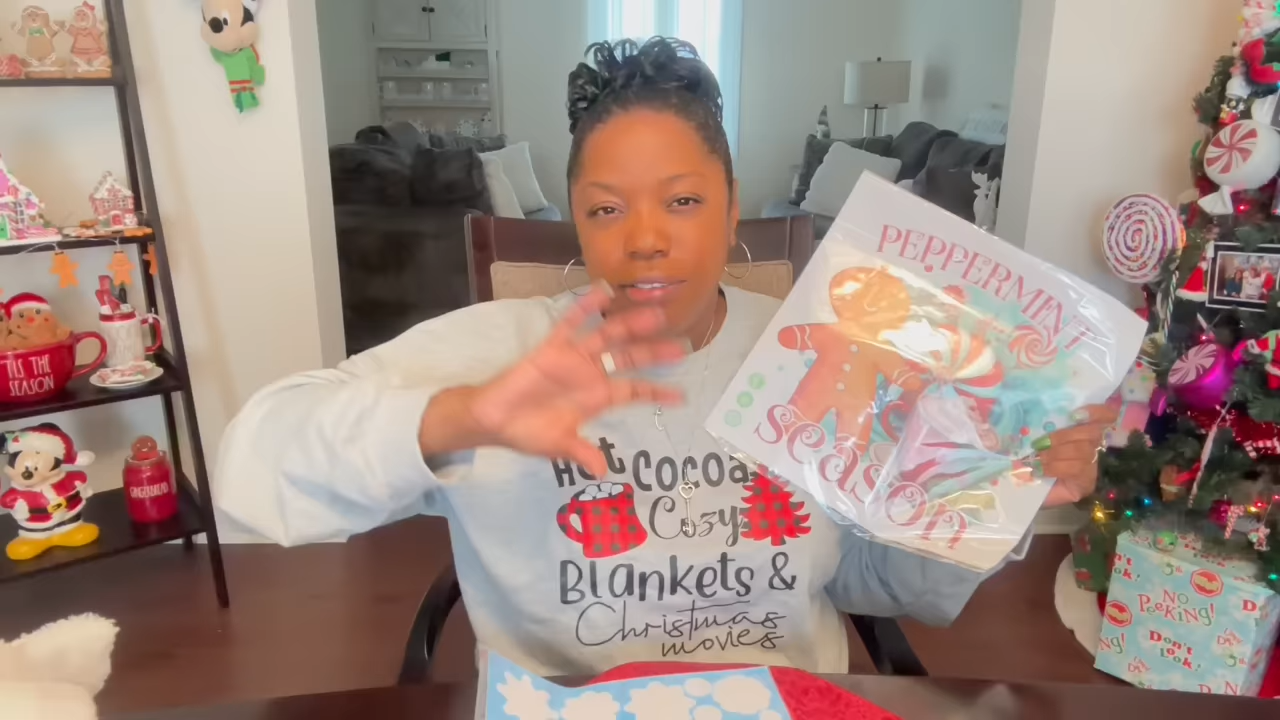 PEPPERMINT
season
HOT COCOA
Cozy
BLankets &
Christmas
movies
'TIS THE
SEASON
GINGERBREAD
NO
PEEKING!
Don't
look!